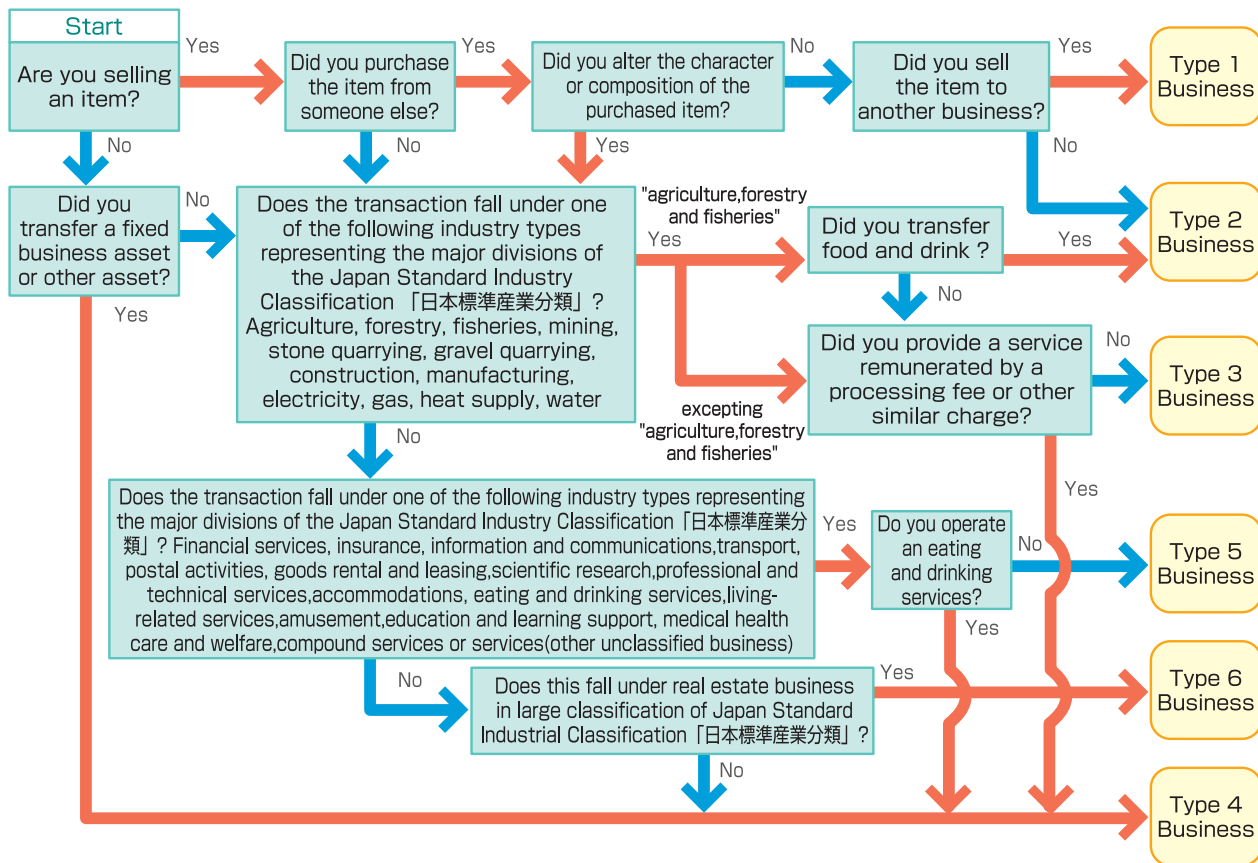 Start
Are you selling
an item?
Yes
No
Did you purchase
the item from
someone else?
Yes
No
Did you alter the character
or composition of the
purchased item?
No
Yes
Did you sell
the item to
another business?
Yes
No
Type 1
Business
Did you
transfer a fixed
business asset
or other asset?
No
Yes
Does the transaction fall under one
of the following industry types
representing the major divisions of
the Japan Standard Industry
Classification 「日本標準産業分類」?
Agriculture, forestry, fisheries, mining,
stone quarrying, gravel quarrying,
construction, manufacturing,
electricity, gas, heat supply, water
Yes
No
"agriculture,forestry
and fisheries"
excepting
"agriculture,forestry
and fisheries"
Did you transfer
food and drink ?
Yes
No
Type 2
Business
Did you provide a service
remunerated by a
processing fee or other
similar charge?
No
Yes
Type 3
Business
Does the transaction fall under one of the following industry types representing
the major divisions of the Japan Standard Industry Classification「日本標準産業分
類」? Financial services, insurance, information and communications,transport,
postal activities, goods rental and leasing,scientific research,professional and
technical services,accommodations, eating and drinking services,living-
related services,amusement,education and learning support, medical health
care and welfare,compound services or services(other unclassified business)
Yes
No
Do you operate
an eating
and drinking
services?
No
Yes
Type 5
Business
Does this fall under real estate business
in large classification of Japan Standard
Industrial Classification「日本標準産業分類」?
Yes
No
Type 6
Business
Type 4
Business